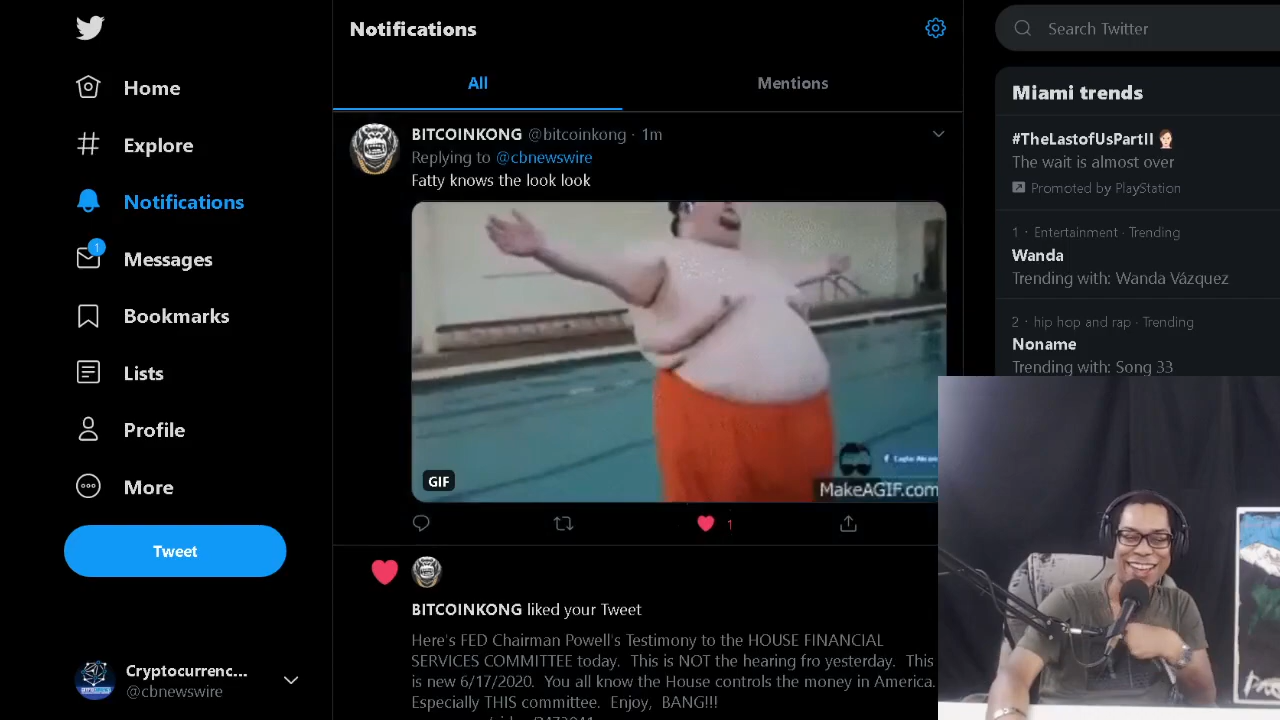 Notifications
All
Mentions
Home
Explore
Notifications
1
Messages
Bookmarks
Lists
Profile
More
Tweet
Cryptocurrenc...
@cbnewswire
BITCOINKONG @bitcoinkong · 1m
Replying to @cbnewswire
Fatty knows the look look
GIF
MakeAGIF.com
1
BITCOINKONG liked your Tweet
Here's FED Chairman Powell's Testimony to the HOUSE FINANCIAL
SERVICES COMMITTEE today. This is NOT the hearing fro yesterday. This
is new 6/17/2020. You all know the House controls the money in America.
Especially THIS committee. Enjoy, BANG!!!
Search Twitter
Miami trends
#TheLastofUsPartII
The wait is almost over
Promoted by PlayStation
1 · Entertainment · Trending
Wanda
Trending with: Wanda Vázquez
2 · hip hop and rap · Trending
Noname
Trending with: Song 33